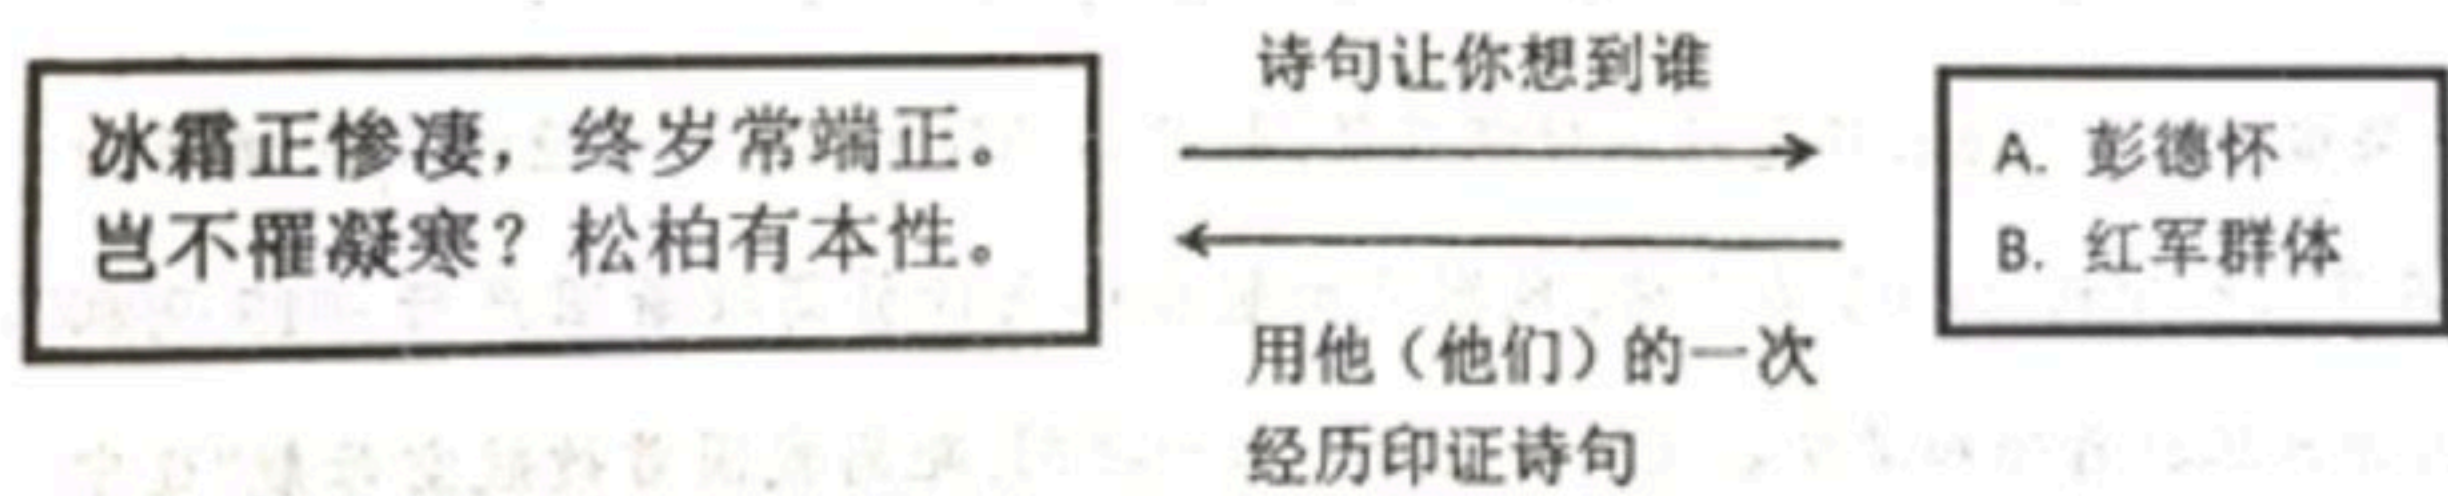 诗句让你想到谁
冰霜正惨凄，终岁常端正。
岂不罹凝寒？松柏有本性。
A. 彭德怀
B. 红军群体
用他（他们）的一次
经历印证诗句